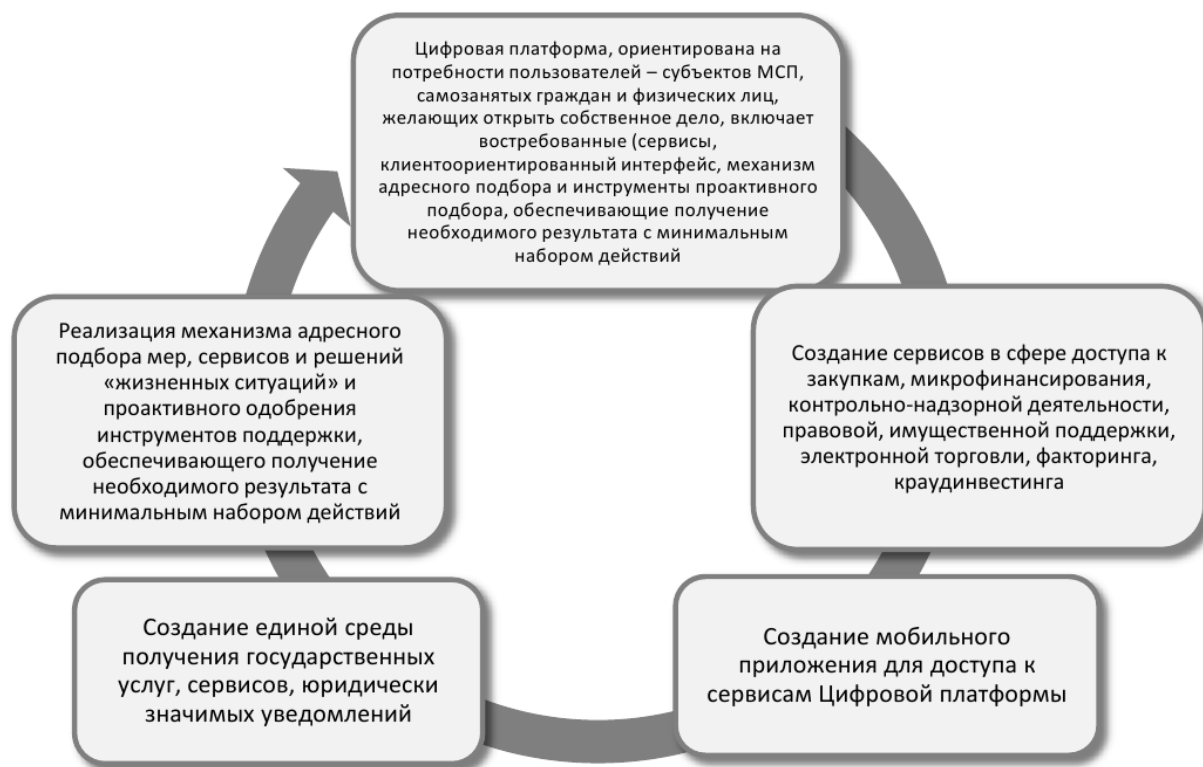 Цифровая платформа, ориентирована на
потребности пользователей – субъектов МСП,
самозанятых граждан и физических лиц,
желающих открыть собственное дело, включает
востребованные (сервисы,
клиентоориентированный интерфейс, механизм
адресного подбора и инструменты проактивного
подбора, обеспечивающие получение
необходимого результата с минимальным
набором действий
Создание сервисов в сфере доступа к
закупкам, микрофинансирования,
контрольно-надзорной деятельности,
правовой, имущественной поддержки,
электронной торговли, факторинга,
краудинвестинга
Создание мобильного
приложения для доступа к
сервисам Цифровой платформы
Создание единой среды
получения государственных
услуг, сервисов, юридически
значимых уведомлений
Реализация механизма адресного
подбора мер, сервисов и решений
«жизненных ситуаций» и
проактивного одобрения
инструментов поддержки,
обеспечивающего получение
необходимого результата с
минимальным набором действий